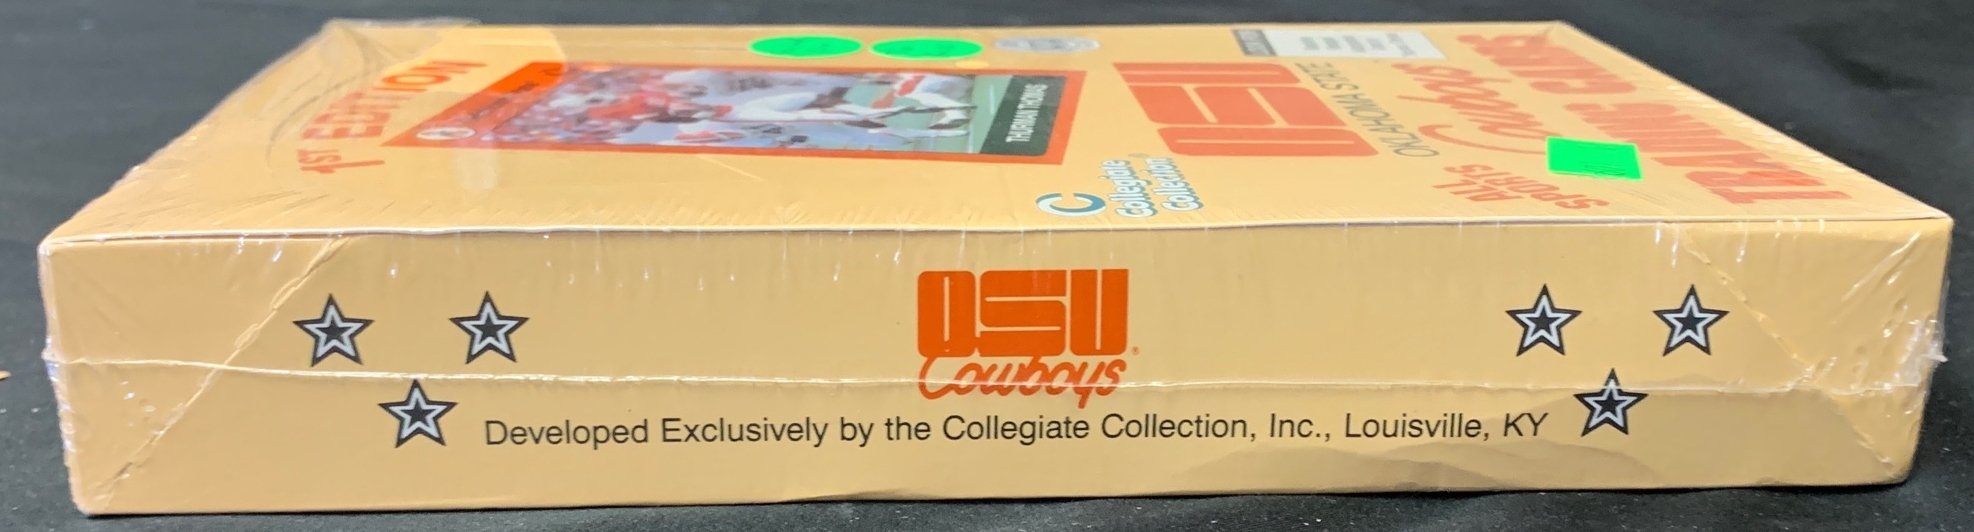 1ST EDITION
THURMAN THOMAS
C
Collegiate
Collection®
OSU
OKLAHOMA STATE
Cowboys
ALL
SPORTS
TRADING CARDS
OSU
Cowboys®
Developed Exclusively by the Collegiate Collection, Inc., Louisville, KY